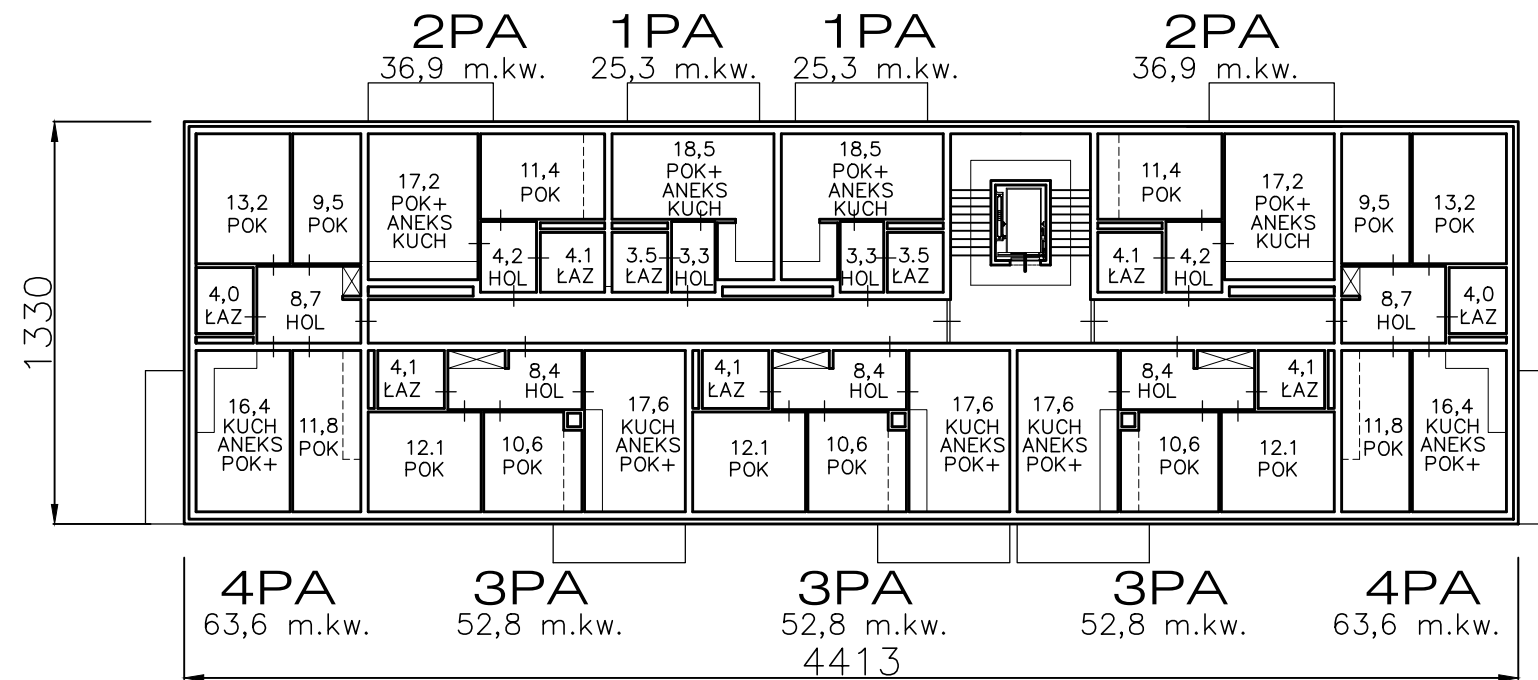 2PA
36,9 m.kw.
1PA
25,3 m.kw.
1PA
25,3 m.kw.
2PA
36,9 m.kw.
1330
13,2
POK
9,5
POK
17,2
POK+
ANEKS
KUCH
11,4
POK
18,5
POK+
ANEKS
KUCH
18,5
POK+
ANEKS
KUCH
11,4
POK
17,2
POK+
ANEKS
KUCH
9,5
POK
13,2
POK
4,0
ŁAZ
8,7
HOL
4,2
HOL
4.1
ŁAZ
3.5
ŁAZ
3,3
HOL
3,3
HOL
3.5
ŁAZ
4.1
ŁAZ
4,2
HOL
8,7
HOL
4,0
ŁAZ
16,4
KUCH
ANEKS
POK+
11,8
POK
4,1
ŁAZ
8,4
HOL
12.1
POK
10,6
POK
17,6
KUCH
ANEKS
POK+
4,1
ŁAZ
8,4
HOL
12.1
POK
10,6
POK
17,6
KUCH
ANEKS
POK+
17,6
KUCH
ANEKS
POK+
8,4
HOL
4,1
ŁAZ
10,6
POK
12.1
POK
11,8
POK
16,4
KUCH
ANEKS
POK+
4PA
63,6 m.kw.
3PA
52,8 m.kw.
3PA
52,8 m.kw.
3PA
52,8 m.kw.
4PA
63,6 m.kw.
4413